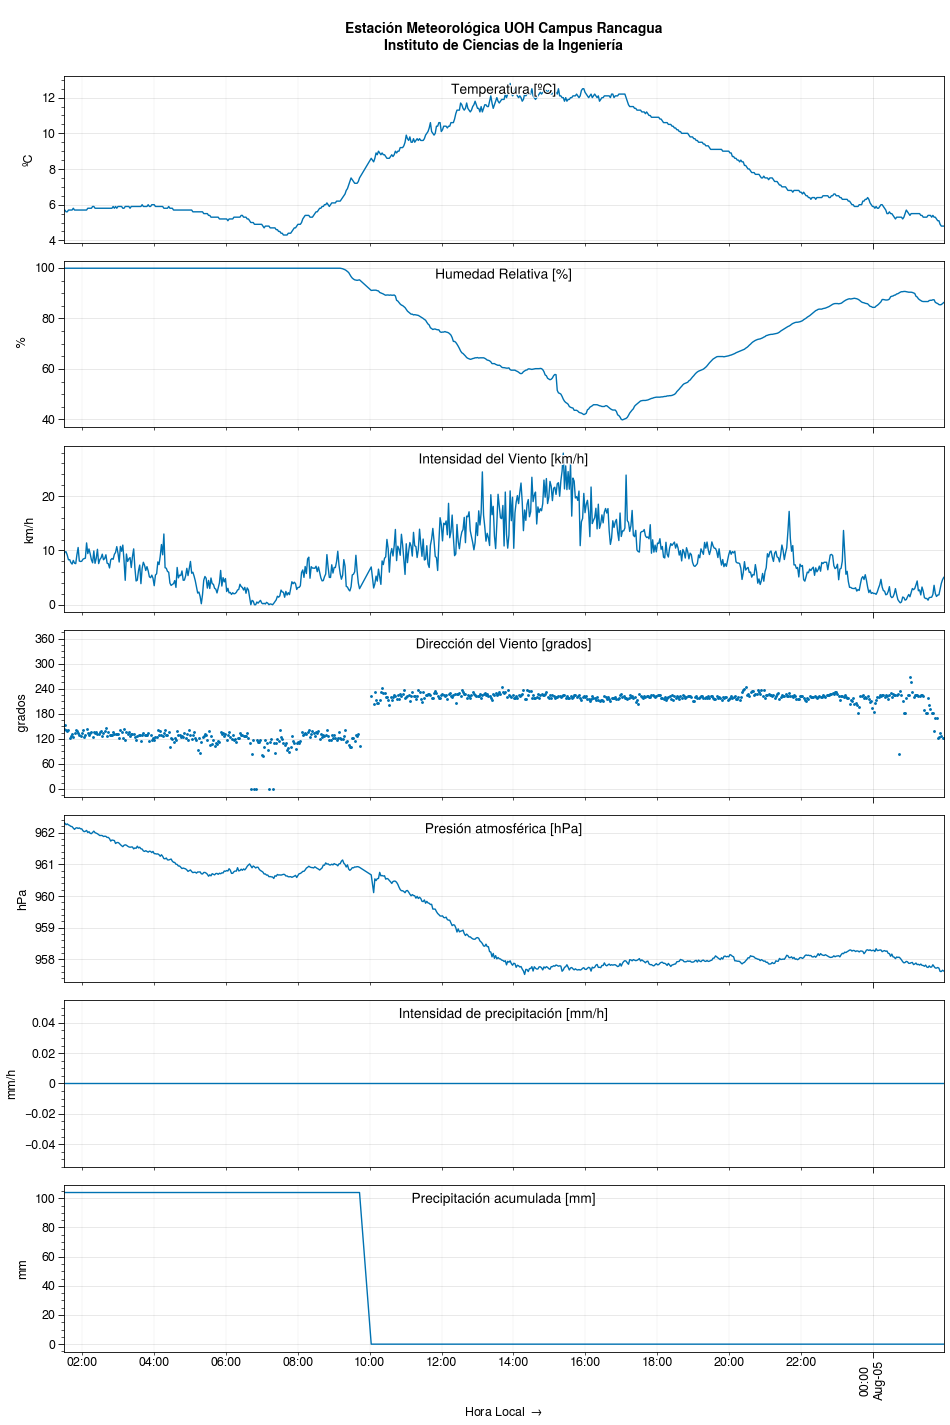 Estación Meteorológica UOH Campus Rancagua
Instituto de Ciencias de la Ingeniería
Temperatura [ºC]
ºC
12
10
8
6
4
Humedad Relativa [%]
%
100
80
60
40
Intensidad del Viento [km/h]
km/h
20
10
0
Dirección del Viento [grados]
grados
360
300
240
180
120
60
0
Presión atmosférica [hPa]
hPa
962
961
960
959
958
Intensidad de precipitación [mm/h]
mm/h
0.04
0.02
0
−0.02
−0.04
Precipitación acumulada [mm]
mm
100
80
60
40
20
0
02:00 04:00 06:00 08:00 10:00 12:00 14:00 16:00 18:00 20:00 22:00
00:00
Aug-05
Hora Local →